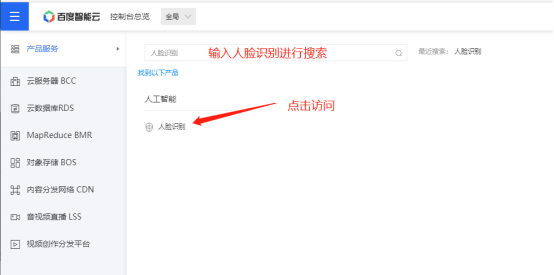 百度智能云 控制台总览 全局
产品服务
云服务器 BCC
云数据库RDS
MapReduce BMR
对象存储 BOS
内容分发网络 CDN
音视频直播 LSS
视频创作分发平台
人脸识别 输入人脸识别进行搜索 最近搜索: 人脸识别
找到以下产品
人工智能
点击访问
人脸识别